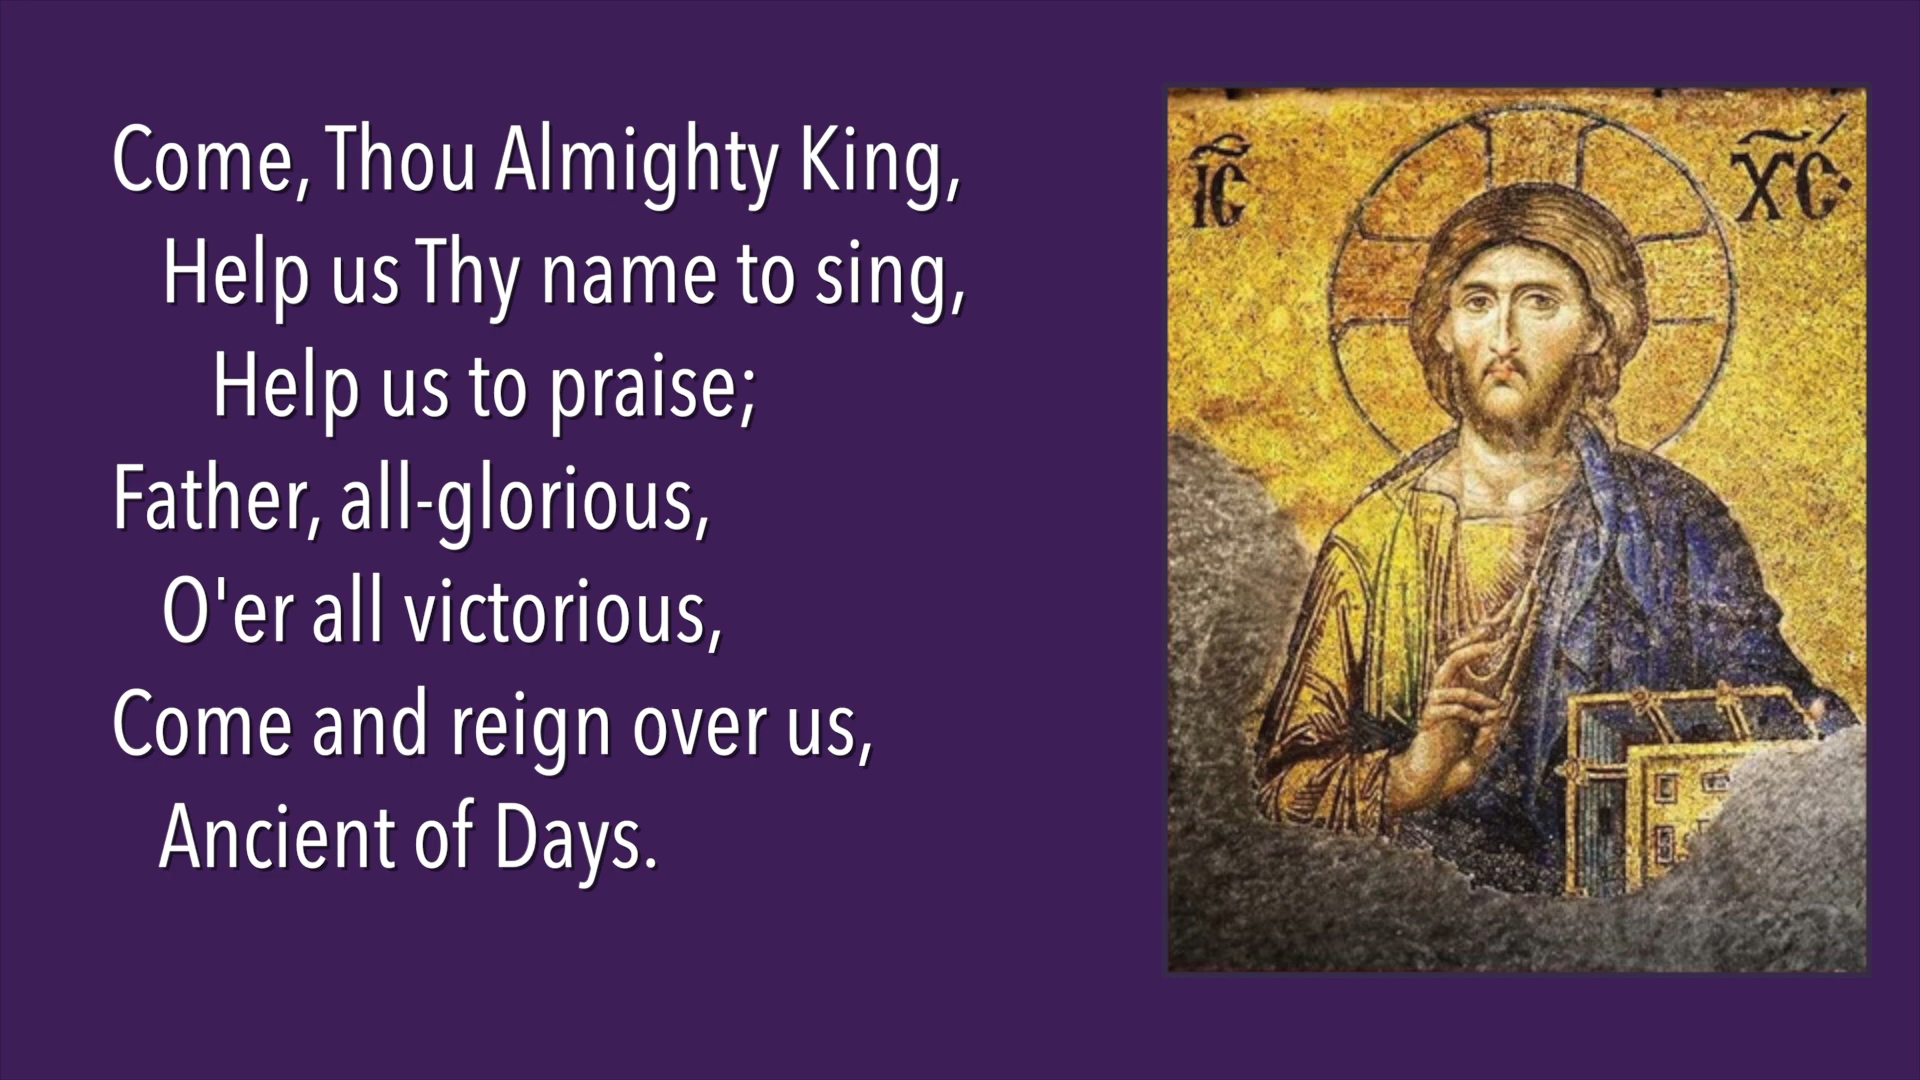 Come, Thou Almighty King,
Help us Thy name to sing,
Help us to praise;
Father, all-glorious,
O'er all victorious,
Come and reign over us,
Ancient of Days.
IC
XC